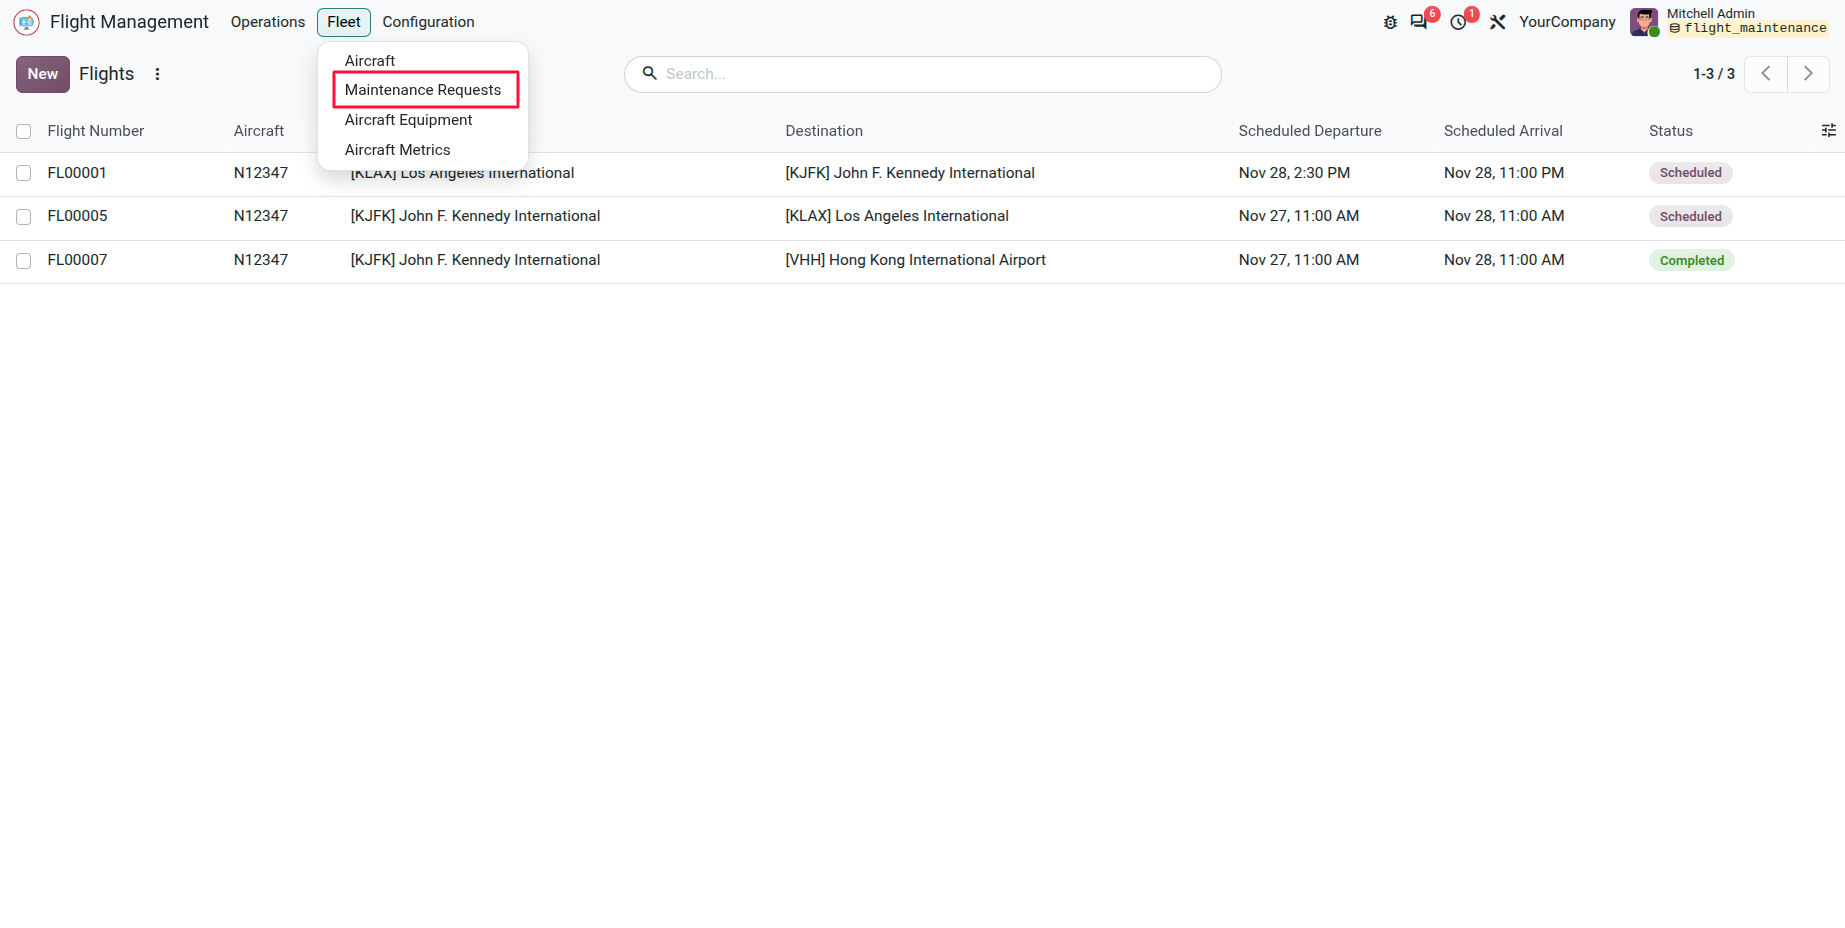 Flight Management Operations Fleet Configuration 6 1 YourCompany Mitchell Admin
flight_maintenance
New Flights Search... 1-3 / 3
Aircraft
Maintenance Requests
Aircraft Equipment
Aircraft Metrics
Flight Number Aircraft Destination Scheduled Departure Scheduled Arrival Status
FL00001 N12347 [KLAX] Los Angeles International [KJFK] John F. Kennedy International Nov 28, 2:30 PM Nov 28, 11:00 PM Scheduled
FL00005 N12347 [KJFK] John F. Kennedy International [KLAX] Los Angeles International Nov 27, 11:00 AM Nov 28, 11:00 AM Scheduled
FL00007 N12347 [KJFK] John F. Kennedy International [VHH] Hong Kong International Airport Nov 27, 11:00 AM Nov 28, 11:00 AM Completed